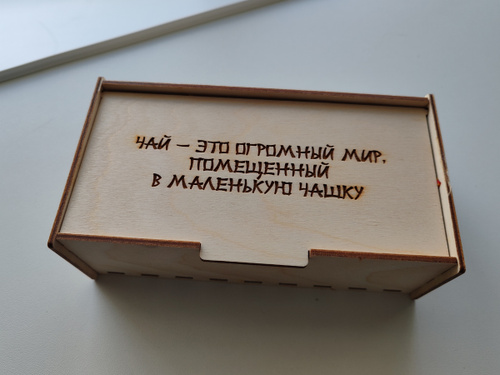 ЧАЙ – ЭТО ОГРОМНЫЙ МИР,
ПОМЕЩЕННЫЙ
В МАЛЕНЬКУЮ ЧАШКУ